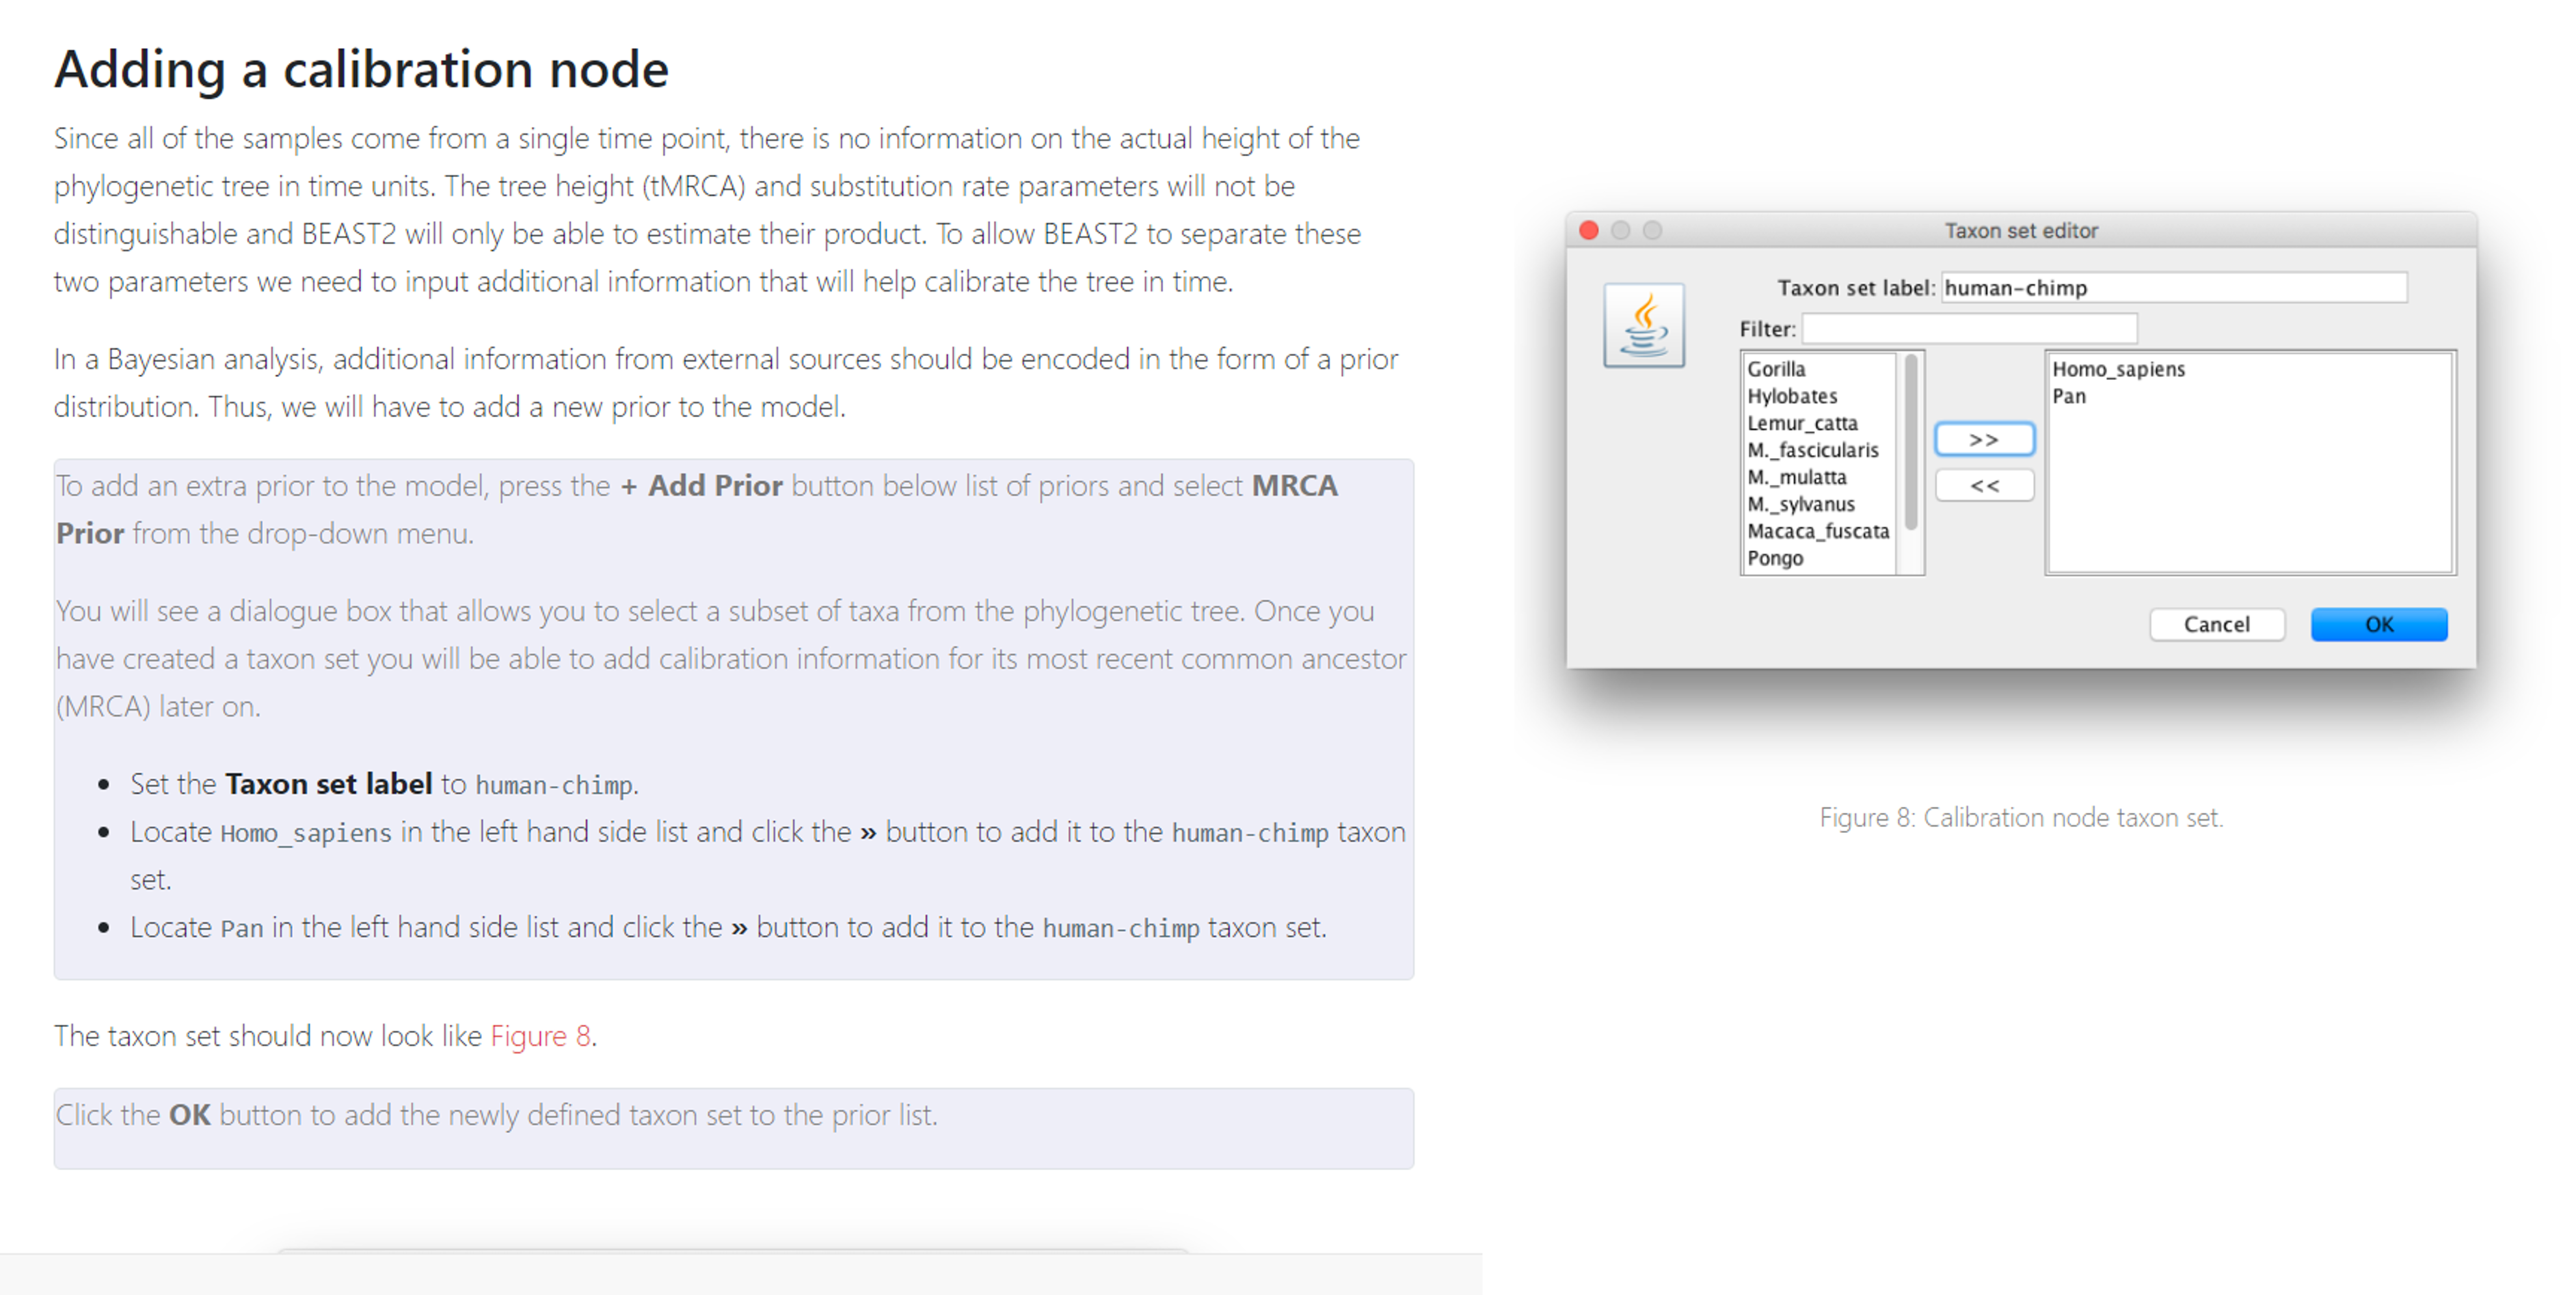 Adding a calibration node
Since all of the samples come from a single time point, there is no information on the actual height of the
phylogenetic tree in time units. The tree height (tMRCA) and substitution rate parameters will not be
distinguishable and BEAST2 will only be able to estimate their product. To allow BEAST2 to separate these
two parameters we need to input additional information that will help calibrate the tree in time.
In a Bayesian analysis, additional information from external sources should be encoded in the form of a prior
distribution. Thus, we will have to add a new prior to the model.
To add an extra prior to the model, press the + Add Prior button below list of priors and select MRCA
Prior from the drop-down menu.
You will see a dialogue box that allows you to select a subset of taxa from the phylogenetic tree. Once you
have created a taxon set you will be able to add calibration information for its most recent common ancestor
(MRCA) later on.
• Set the Taxon set label to human-chimp.
• Locate Homo_sapiens in the left hand side list and click the » button to add it to the human-chimp taxon
set.
• Locate Pan in the left hand side list and click the » button to add it to the human-chimp taxon set.
The taxon set should now look like Figure 8.
Click the OK button to add the newly defined taxon set to the prior list.
Taxon set editor
Taxon set label: human-chimp
Filter:
Gorilla
Hylobates
Lemur_catta
M._fascicularis
M._mulatta
M._sylvanus
Macaca_fuscata
Pongo
>>
<<
Homo_sapiens
Pan
Cancel
OK
Figure 8: Calibration node taxon set.